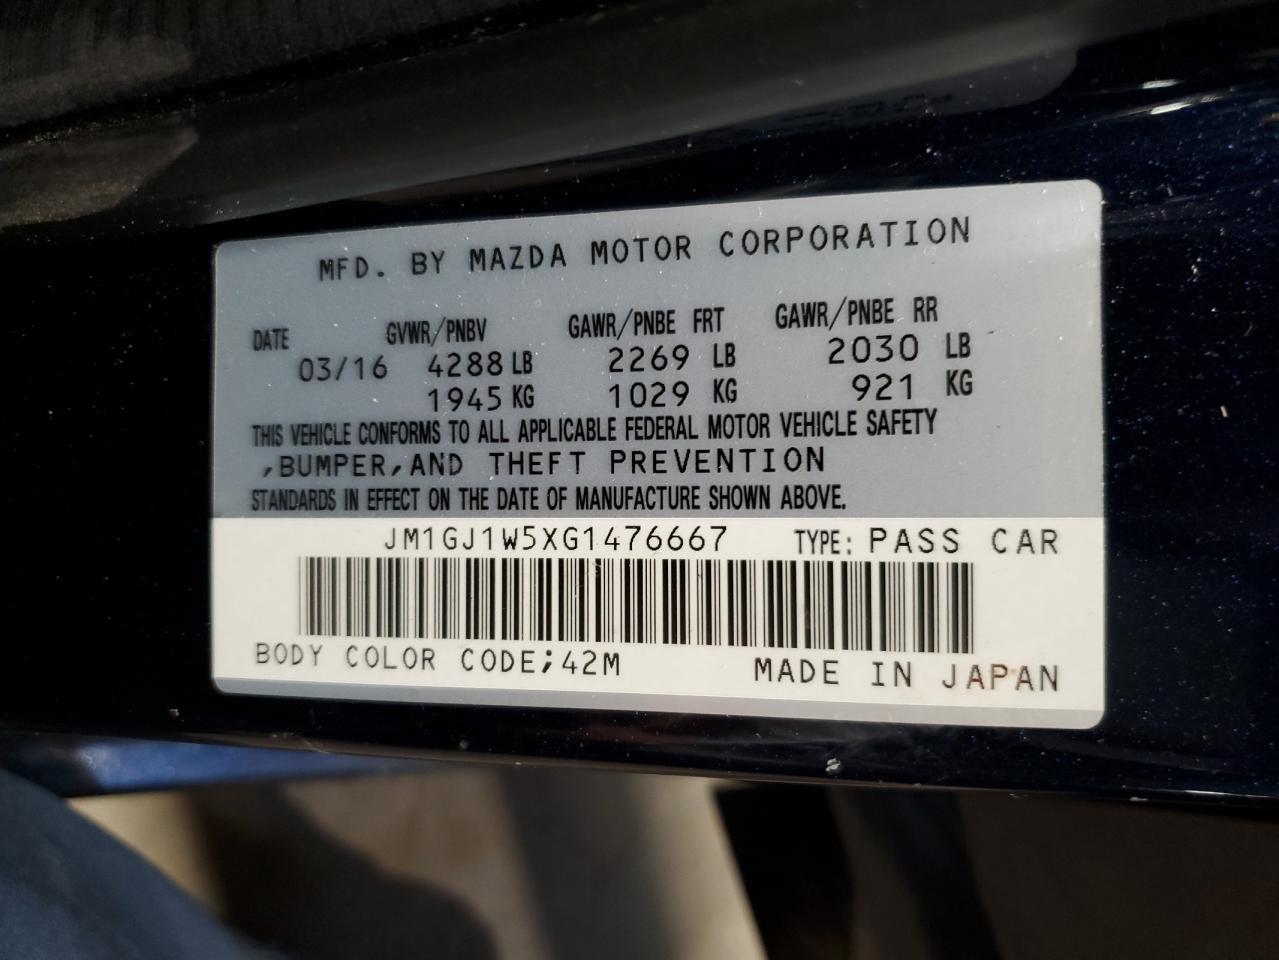 MFD. BY MAZDA MOTOR CORPORATION
DATE GVWR/PNBV GAWR/PNBE FRT GAWR/PNBE RR
03/16 4288 LB 2269 LB 2030 LB
1945 KG 1029 KG 921 KG
THIS VEHICLE CONFORMS TO ALL APPLICABLE FEDERAL MOTOR VEHICLE SAFETY
,BUMPER,AND THEFT PREVENTION
STANDARDS IN EFFECT ON THE DATE OF MANUFACTURE SHOWN ABOVE.
JM1GJ1W5XG1476667 TYPE: PASS CAR
BODY COLOR CODE;42M MADE IN JAPAN